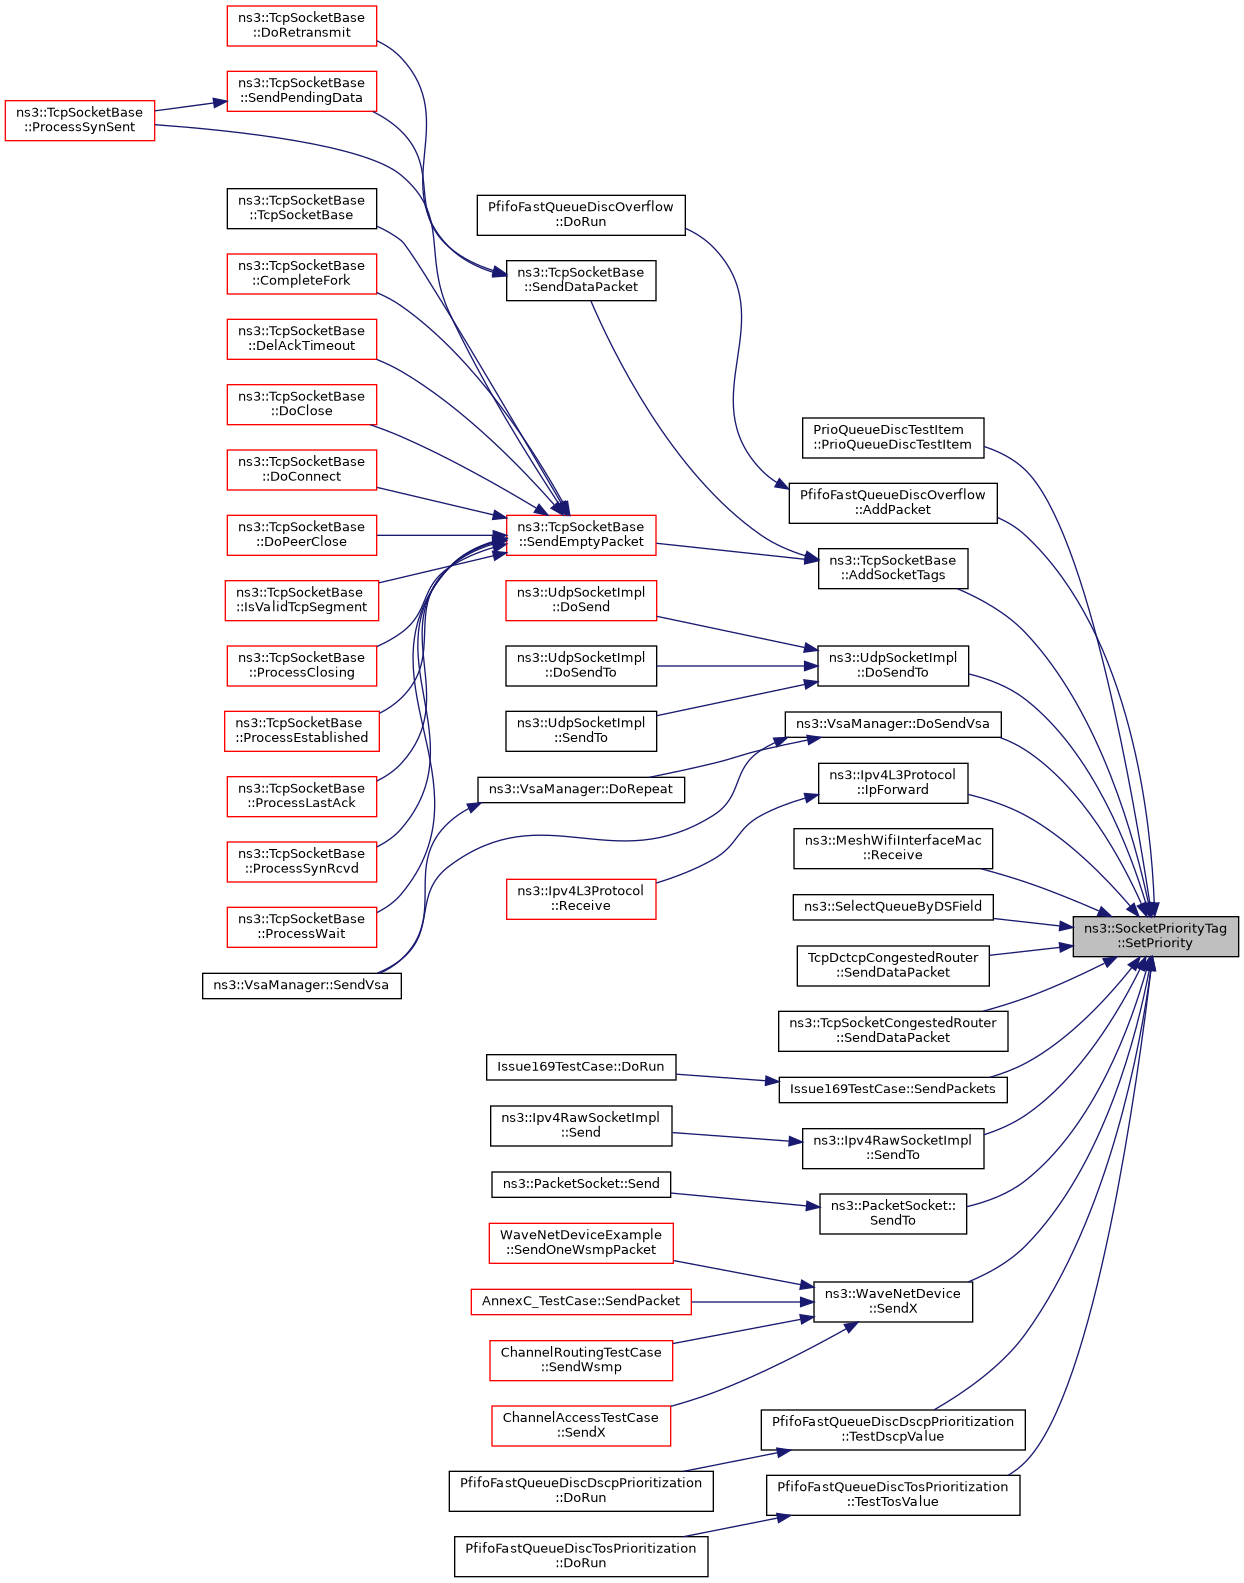 ns3::TcpSocketBase
::DoRetransmit
ns3::TcpSocketBase
::SendPendingData
ns3::TcpSocketBase
::ProcessSynSent
ns3::TcpSocketBase
::TcpSocketBase
PfifoFastQueueDiscOverflow
::DoRun
ns3::TcpSocketBase
::CompleteFork
ns3::TcpSocketBase
::SendDataPacket
ns3::TcpSocketBase
::DelAckTimeout
ns3::TcpSocketBase
::DoClose
PrioQueueDiscTestItem
::PrioQueueDiscTestItem
ns3::TcpSocketBase
::DoConnect
PfifoFastQueueDiscOverflow
::AddPacket
ns3::TcpSocketBase
::DoPeerClose
ns3::TcpSocketBase
::SendEmptyPacket
ns3::TcpSocketBase
::AddSocketTags
ns3::TcpSocketBase
::IsValidTcpSegment
ns3::UdpSocketImpl
::DoSend
ns3::TcpSocketBase
::ProcessClosing
ns3::UdpSocketImpl
::DoSendTo
ns3::UdpSocketImpl
::DoSendTo
ns3::TcpSocketBase
::ProcessEstablished
ns3::UdpSocketImpl
::SendTo
ns3::VsaManager::DoSendVsa
ns3::TcpSocketBase
::ProcessLastAck
ns3::VsaManager::DoRepeat
ns3::Ipv4L3Protocol
::IpForward
ns3::TcpSocketBase
::ProcessSynRcvd
ns3::MeshWifiInterfaceMac
::Receive
ns3::TcpSocketBase
::ProcessWait
ns3::Ipv4L3Protocol
::Receive
ns3::SelectQueueByDSField
ns3::SocketPriorityTag
::SetPriority
TcpDctcpCongestedRouter
::SendDataPacket
ns3::VsaManager::SendVsa
ns3::TcpSocketCongestedRouter
::SendDataPacket
Issue169TestCase::DoRun
Issue169TestCase::SendPackets
ns3::Ipv4RawSocketImpl
::Send
ns3::Ipv4RawSocketImpl
::SendTo
ns3::PacketSocket::Send
ns3::PacketSocket::
SendTo
WaveNetDeviceExample
::SendOneWsmpPacket
AnnexC_TestCase::SendPacket
ns3::WaveNetDevice
::SendX
ChannelRoutingTestCase
::SendWsmp
ChannelAccessTestCase
::SendX
PfifoFastQueueDiscDscpPrioritization
::TestDscpValue
PfifoFastQueueDiscDscpPrioritization
::DoRun
PfifoFastQueueDiscTosPrioritization
::TestTosValue
PfifoFastQueueDiscTosPrioritization
::DoRun